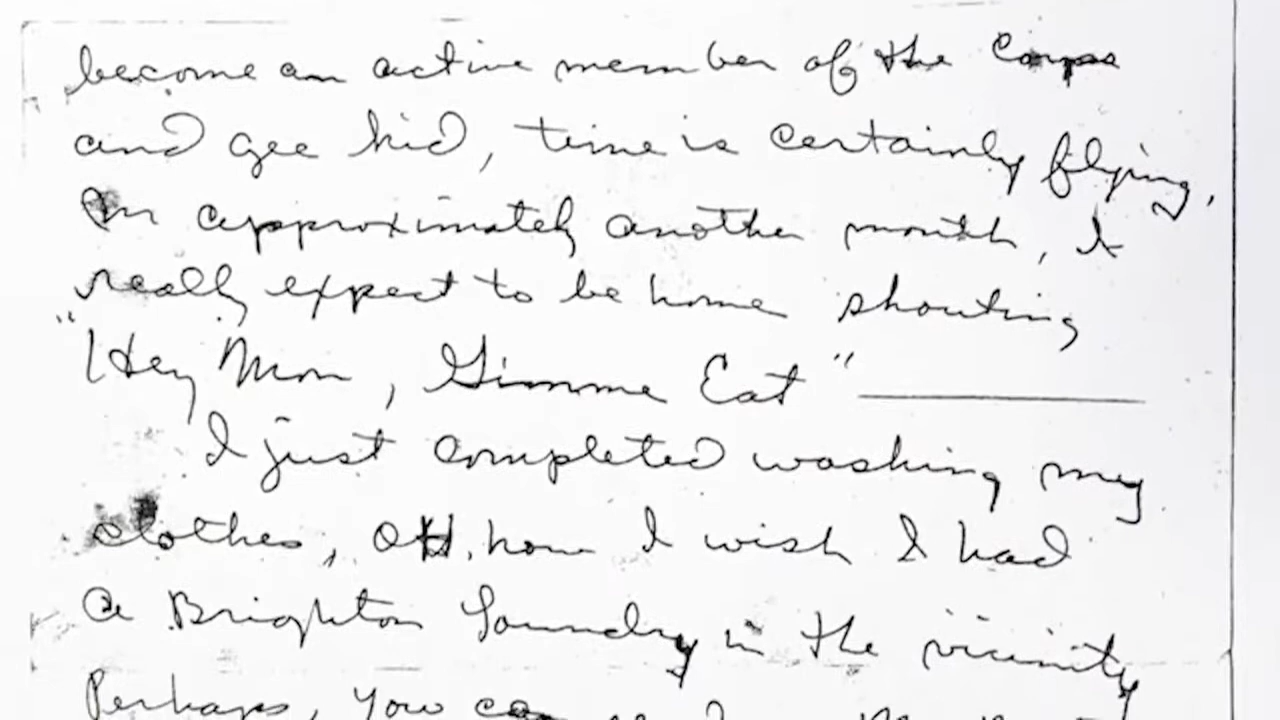 become an active member of the Corps
and gee kid, time is certainly flying.
In approximately another month, I
really expect to be home shouting
"Hey Mom, Gimme Eat"
I just completed washing my
clothes, OH, how I wish I had
a Brighton Laundry in the vicinity
Perhaps, you